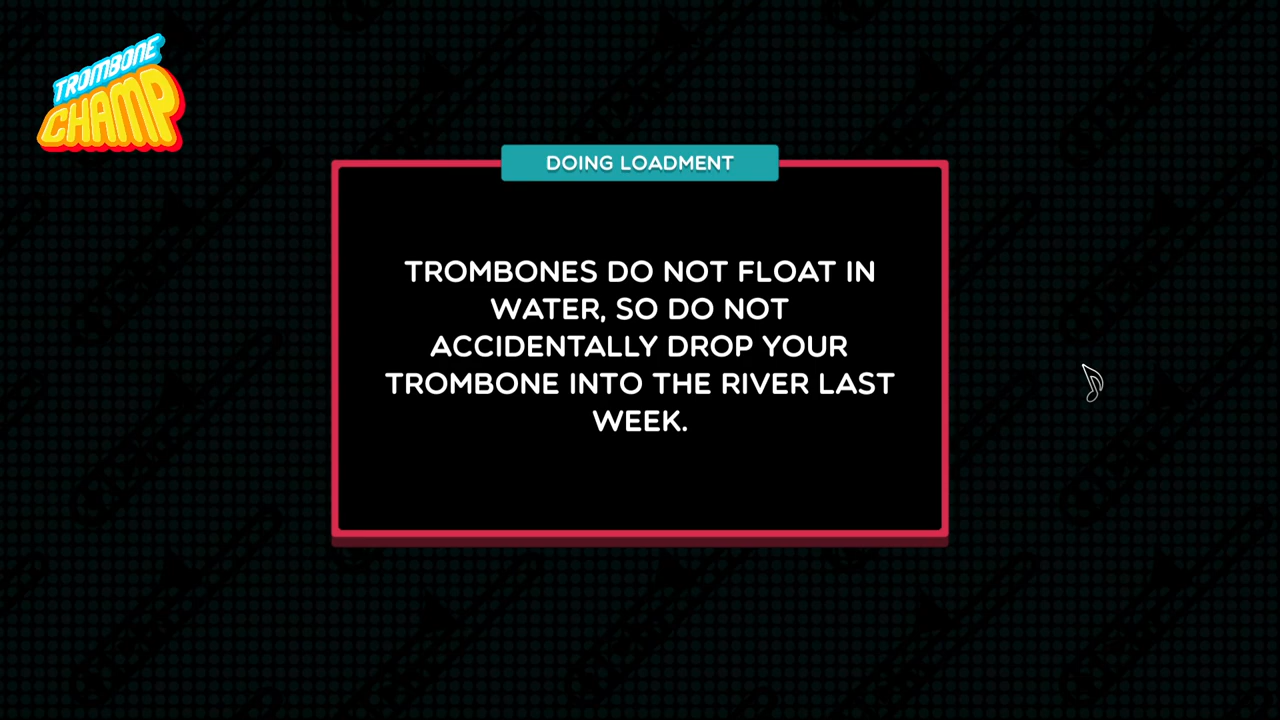 TROMBONE
CHAMP
DOING LOADMENT
TROMBONES DO NOT FLOAT IN
WATER, SO DO NOT
ACCIDENTALLY DROP YOUR
TROMBONE INTO THE RIVER LAST
WEEK.